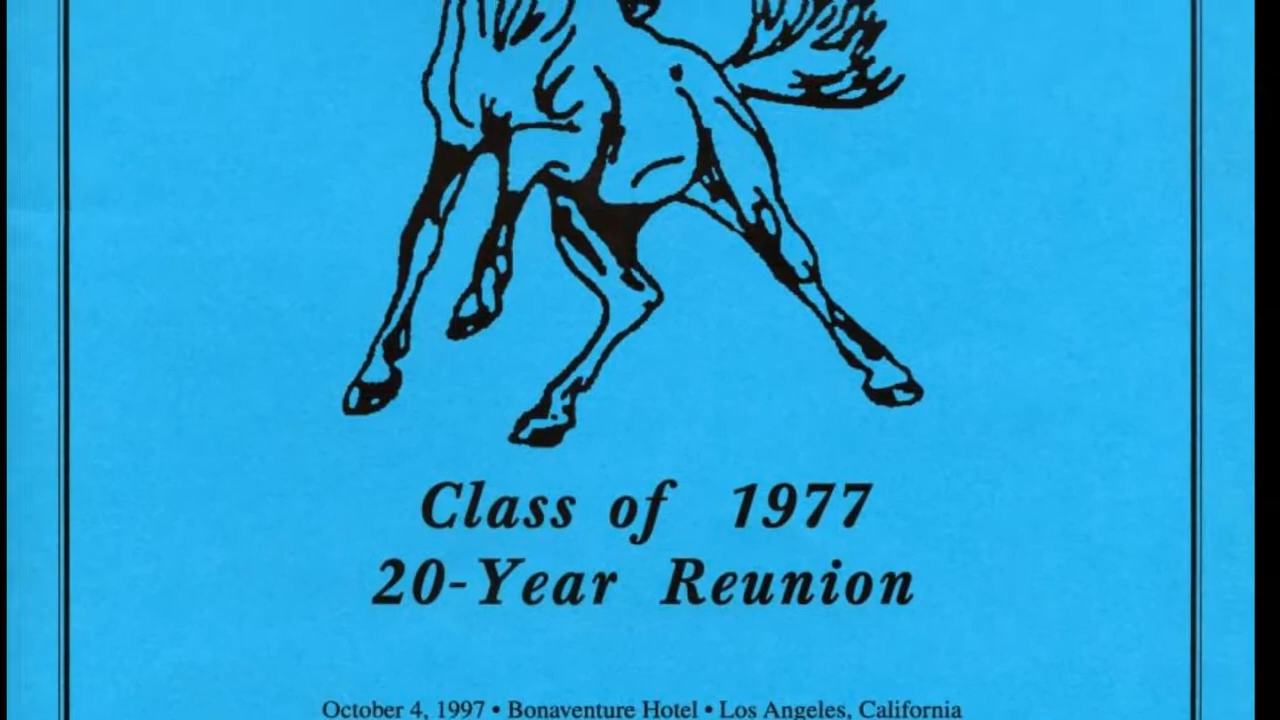 Class of 1977
20-Year Reunion
October 4, 1997 • Bonaventure Hotel • Los Angeles, California